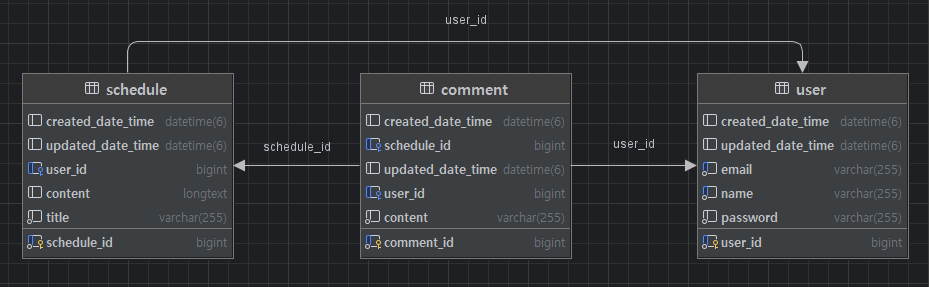 user_id
schedule
created_date_time datetime(6)
updated_date_time datetime(6)
user_id bigint
content longtext
title varchar(255)
schedule_id bigint
schedule_id
comment
created_date_time datetime(6)
schedule_id bigint
updated_date_time datetime(6)
user_id bigint
content varchar(255)
comment_id bigint
user_id
user
created_date_time datetime(6)
updated_date_time datetime(6)
email varchar(255)
name varchar(255)
password varchar(255)
user_id bigint